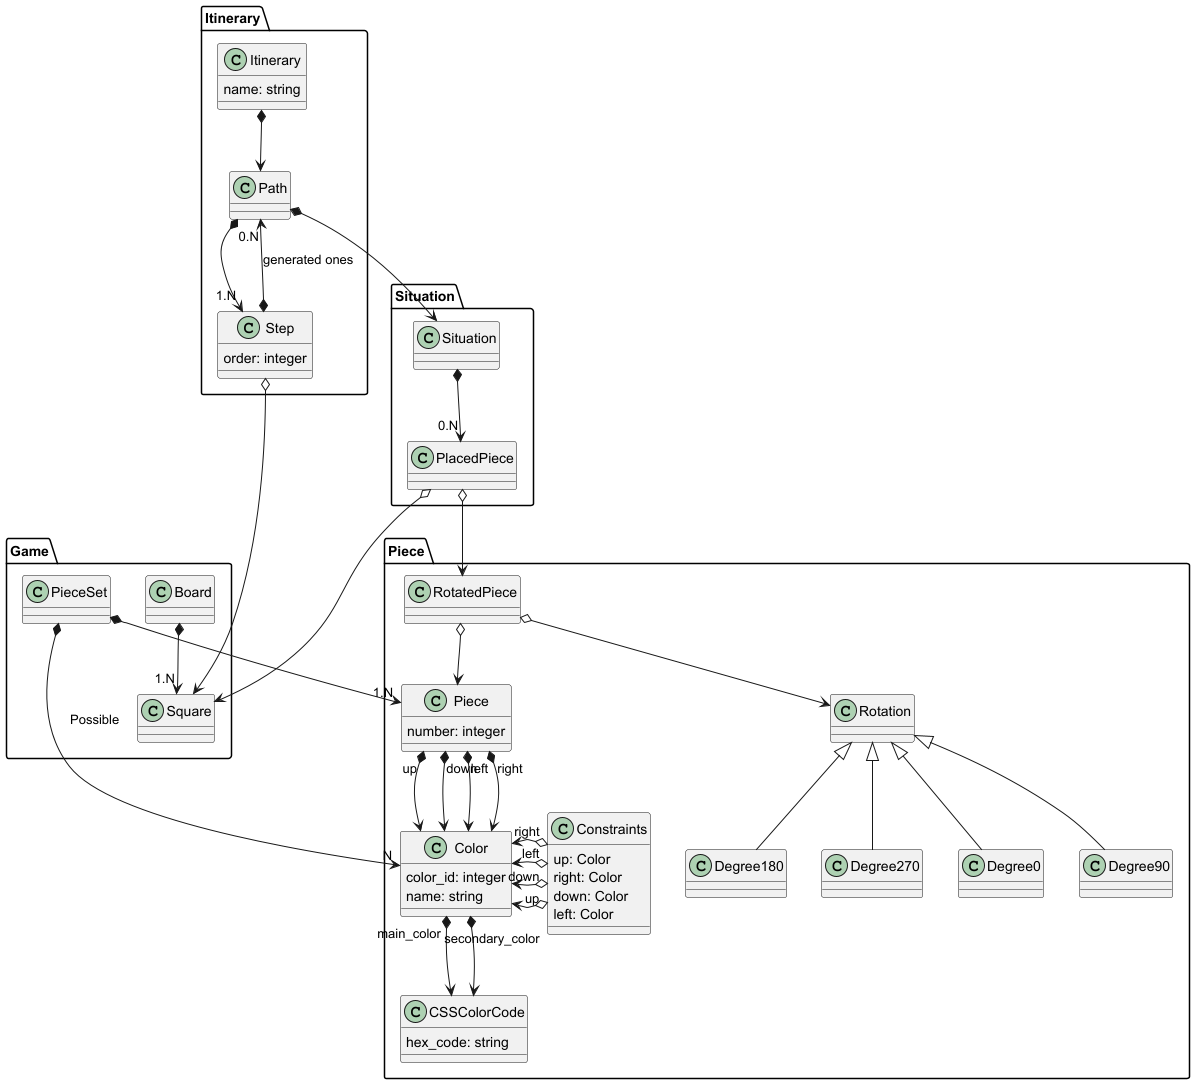 Itinerary
C Itinerary
name: string
C Path
0.N
generated ones
1.N
C Step
order: integer
Situation
C Situation
0.N
C PlacedPiece
Game
C PieceSet
C Board
1.N
C Square
Possible
N
Piece
C RotatedPiece
1.N
C Piece
number: integer
C Rotation
up
down
left
right
C Color
color_id: integer
name: string
right
left
down
up
C Constraints
up: Color
right: Color
down: Color
left: Color
C Degree180
C Degree270
C Degree0
C Degree90
main_color
secondary_color
C CSSColorCode
hex_code: string